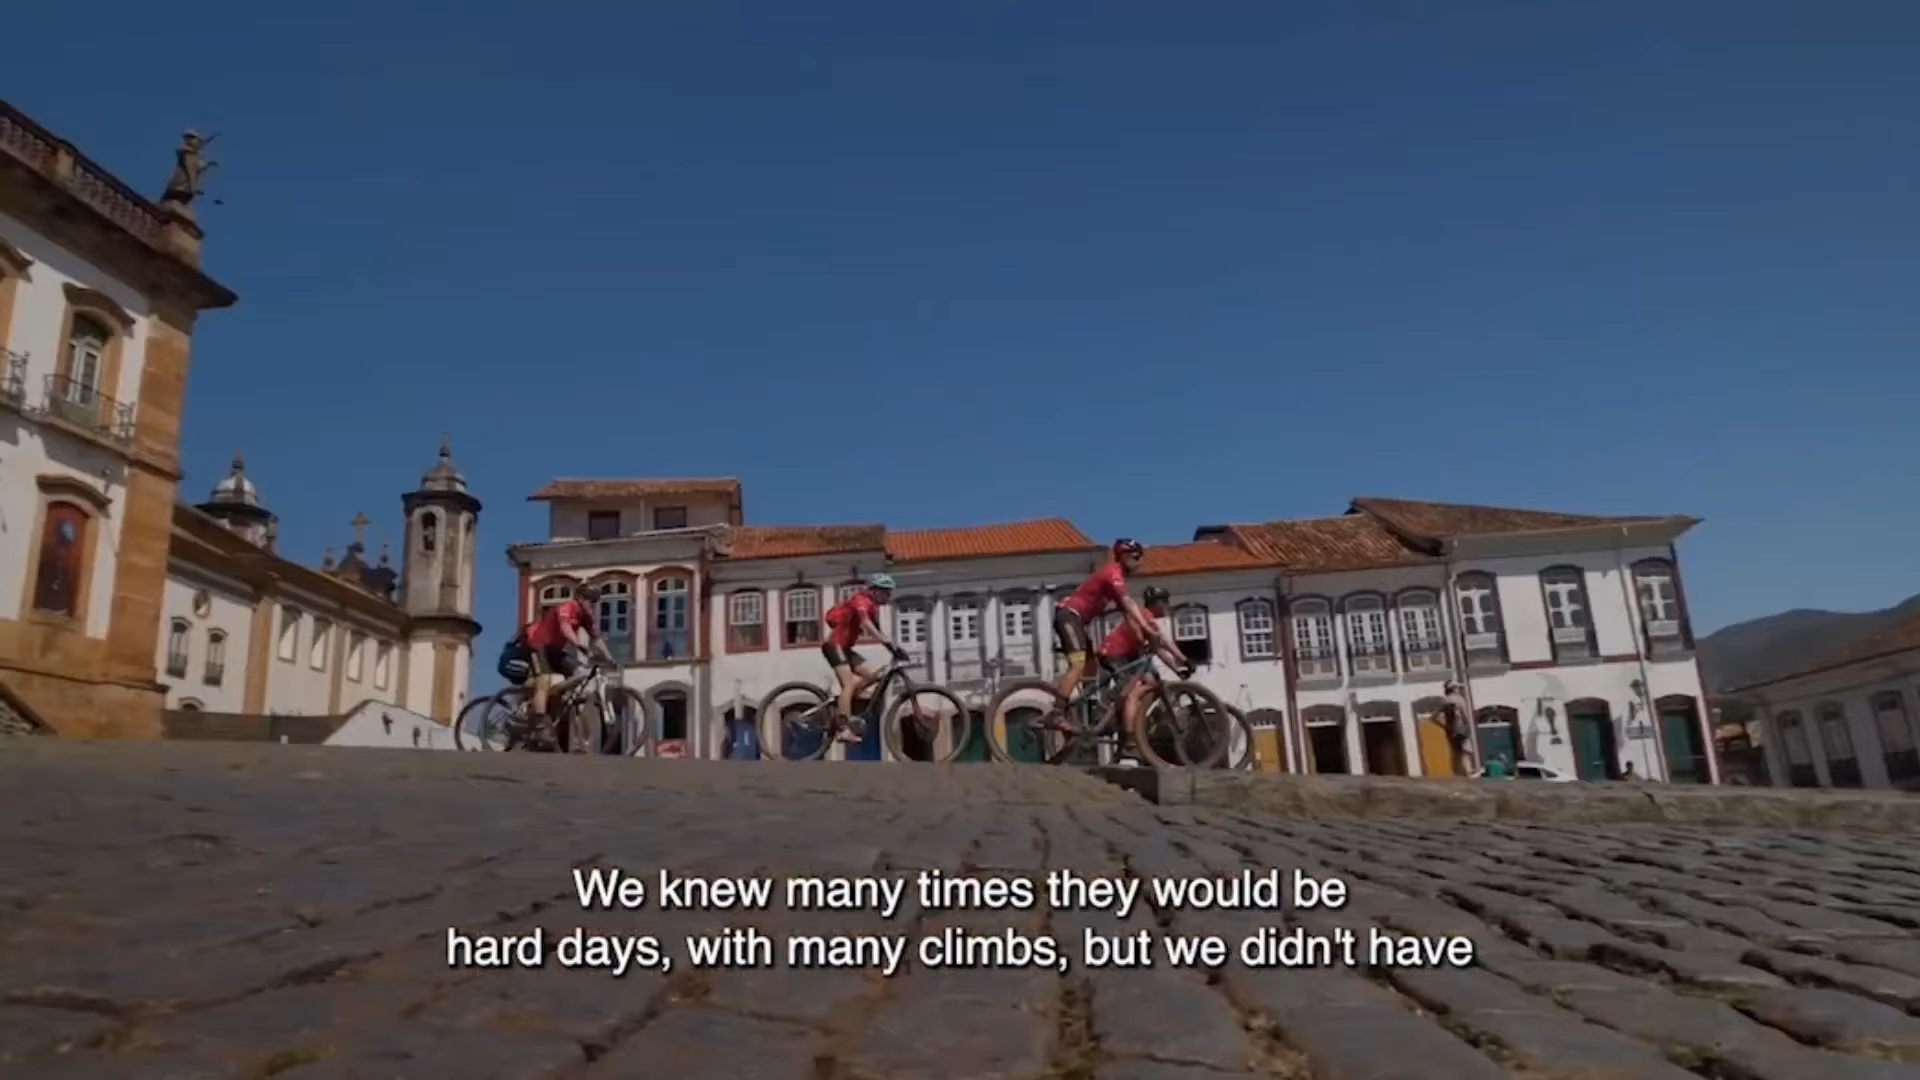 We knew many times they would be
hard days, with many climbs, but we didn't have